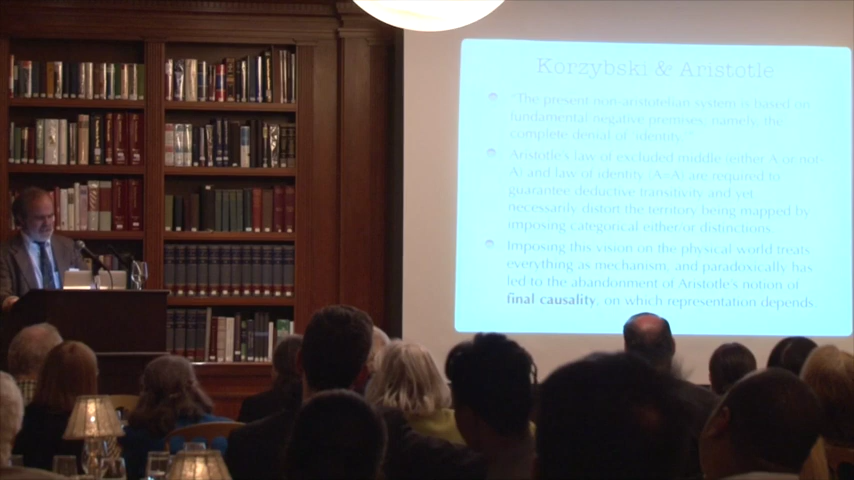 Korzybski & Aristotle
"The present non-aristotelian system is based on
fundamental negative premises, namely, the
complete denial of 'identity'"
Aristotle's law of excluded middle (either A or not-
A) and law of identity (A=A) are required to
guarantee deductive transitivity and yet
necessarily distort the territory being mapped by
imposing categorical either/or distinctions.
Imposing this vision on the physical world treats
everything as mechanism, and paradoxically has
led to the abandonment of Aristotle's notion of
final causality, on which representation depends